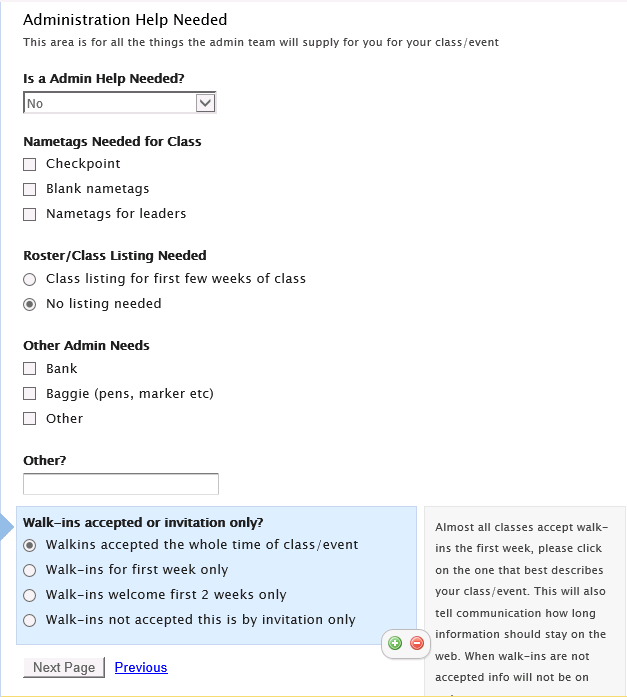 Administration Help Needed
This area is for all the things the admin team will supply for you for your class/event
Is a Admin Help Needed?
No
Nametags Needed for Class
Checkpoint
Blank nametags
Nametags for leaders
Roster/Class Listing Needed
Class listing for first few weeks of class
No listing needed
Other Admin Needs
Bank
Baggie (pens, marker etc)
Other
Other?
Walk-ins accepted or invitation only?
Walkins accepted the whole time of class/event
Walk-ins for first week only
Walk-ins welcome first 2 weeks only
Walk-ins not accepted this is by invitation only
Almost all classes accept walk-
ins the first week, please click
on the one that best describes
your class/event. This will also
tell communication how long
information should stay on the
web. When walk-ins are not
accepted info will not be on
Next Page Previous